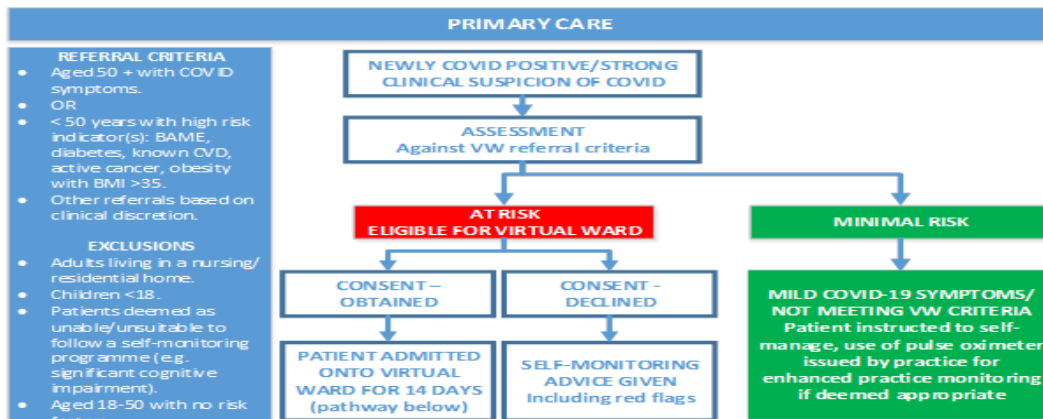 PRIMARY CARE
REFERRAL CRITERIA
• Aged 50 + with COVID
symptoms.
• OR
• < 50 years with high risk
indicator(s): BAME,
diabetes, known CVD,
active cancer, obesity
with BMI >35.
• Other referrals based on
clinical discretion.
EXCLUSIONS
• Adults living in a nursing/
residential home.
• Children <18.
• Patients deemed as
unable/unsuitable to
follow a self-monitoring
programme (e.g.
significant cognitive
impairment).
• Aged 18-50 with no risk
NEWLY COVID POSITIVE/STRONG
CLINICAL SUSPICION OF COVID
ASSESSMENT
Against VW referral criteria
AT RISK
ELIGIBLE FOR VIRTUAL WARD
MINIMAL RISK
CONSENT –
OBTAINED
CONSENT -
DECLINED
PATIENT ADMITTED
ONTO VIRTUAL
WARD FOR 14 DAYS
(pathway below)
SELF-MONITORING
ADVICE GIVEN
Including red flags
MILD COVID-19 SYMPTOMS/
NOT MEETING VW CRITERIA
Patient instructed to self-
manage, use of pulse oximeter
issued by practice for
enhanced practice monitoring
if deemed appropriate